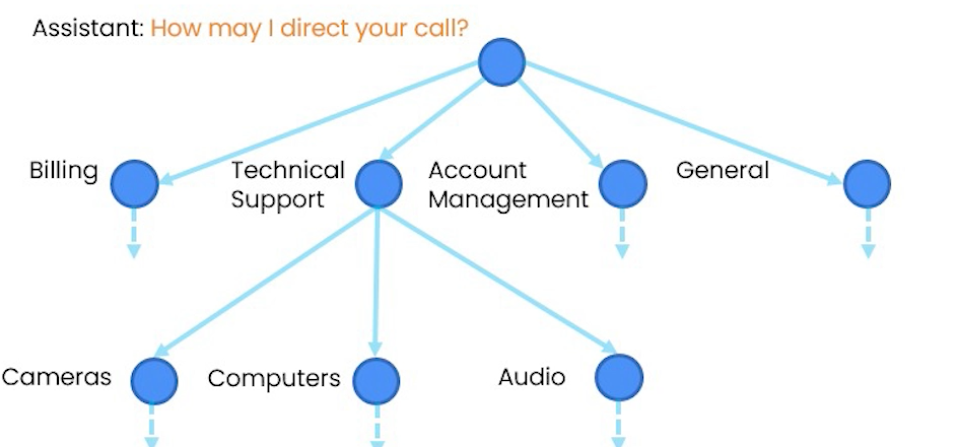 Assistant: How may I direct your call?
Billing
Technical
Support
Account
Management
General
Cameras
Computers
Audio